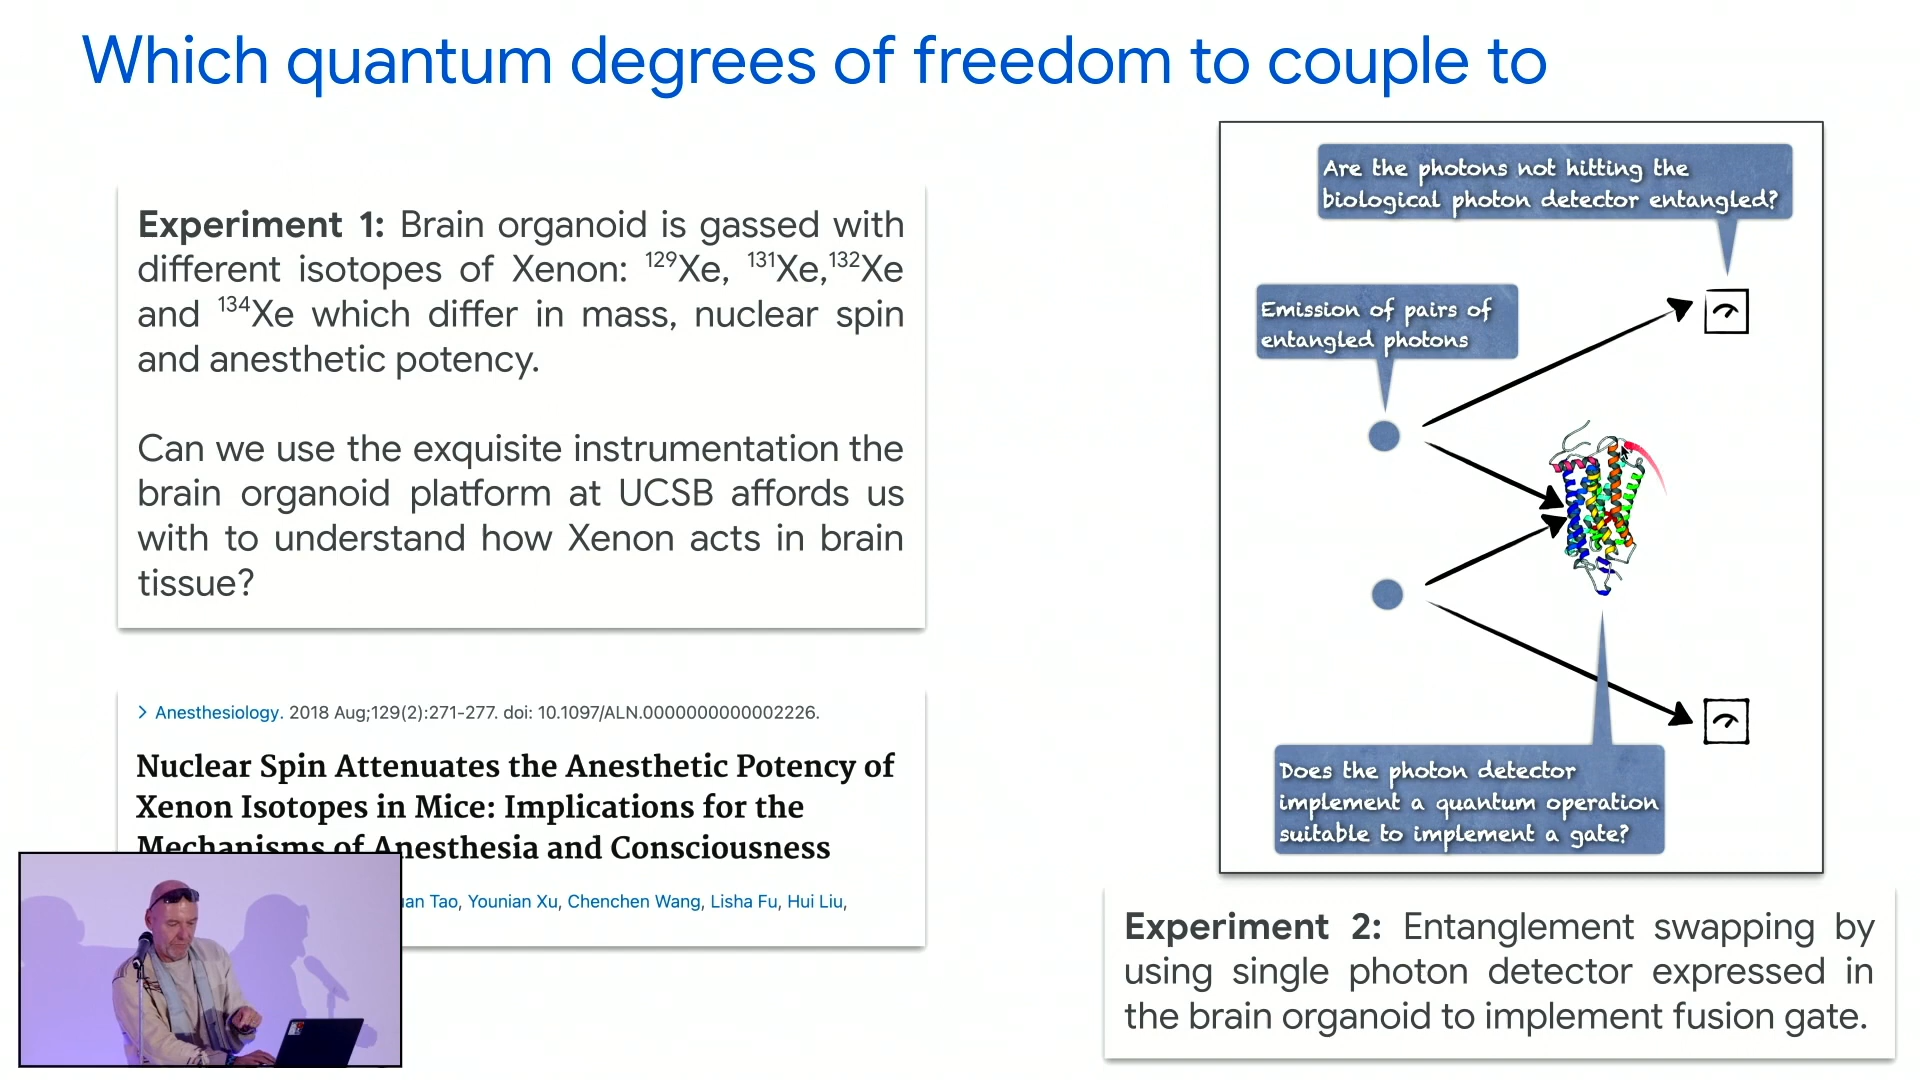 Which quantum degrees of freedom to couple to
Experiment 1: Brain organoid is gassed with
different isotopes of Xenon: ¹²⁹Xe, ¹³¹Xe,¹³²Xe
and ¹³⁴Xe which differ in mass, nuclear spin
and anesthetic potency.
Can we use the exquisite instrumentation the
brain organoid platform at UCSB affords us
with to understand how Xenon acts in brain
tissue?
> Anesthesiology. 2018 Aug;129(2):271-277. doi: 10.1097/ALN.0000000000002226.
Nuclear Spin Attenuates the Anesthetic Potency of
Xenon Isotopes in Mice: Implications for the
Mechanisms of Anesthesia and Consciousness
Tao, Younian Xu, Chenchen Wang, Lisha Fu, Hui Liu,
Are the photons not hitting the
biological photon detector entangled?
Emission of pairs of
entangled photons
Does the photon detector
implement a quantum operation
suitable to implement a gate?
Experiment 2: Entanglement swapping by
using single photon detector expressed in
the brain organoid to implement fusion gate.